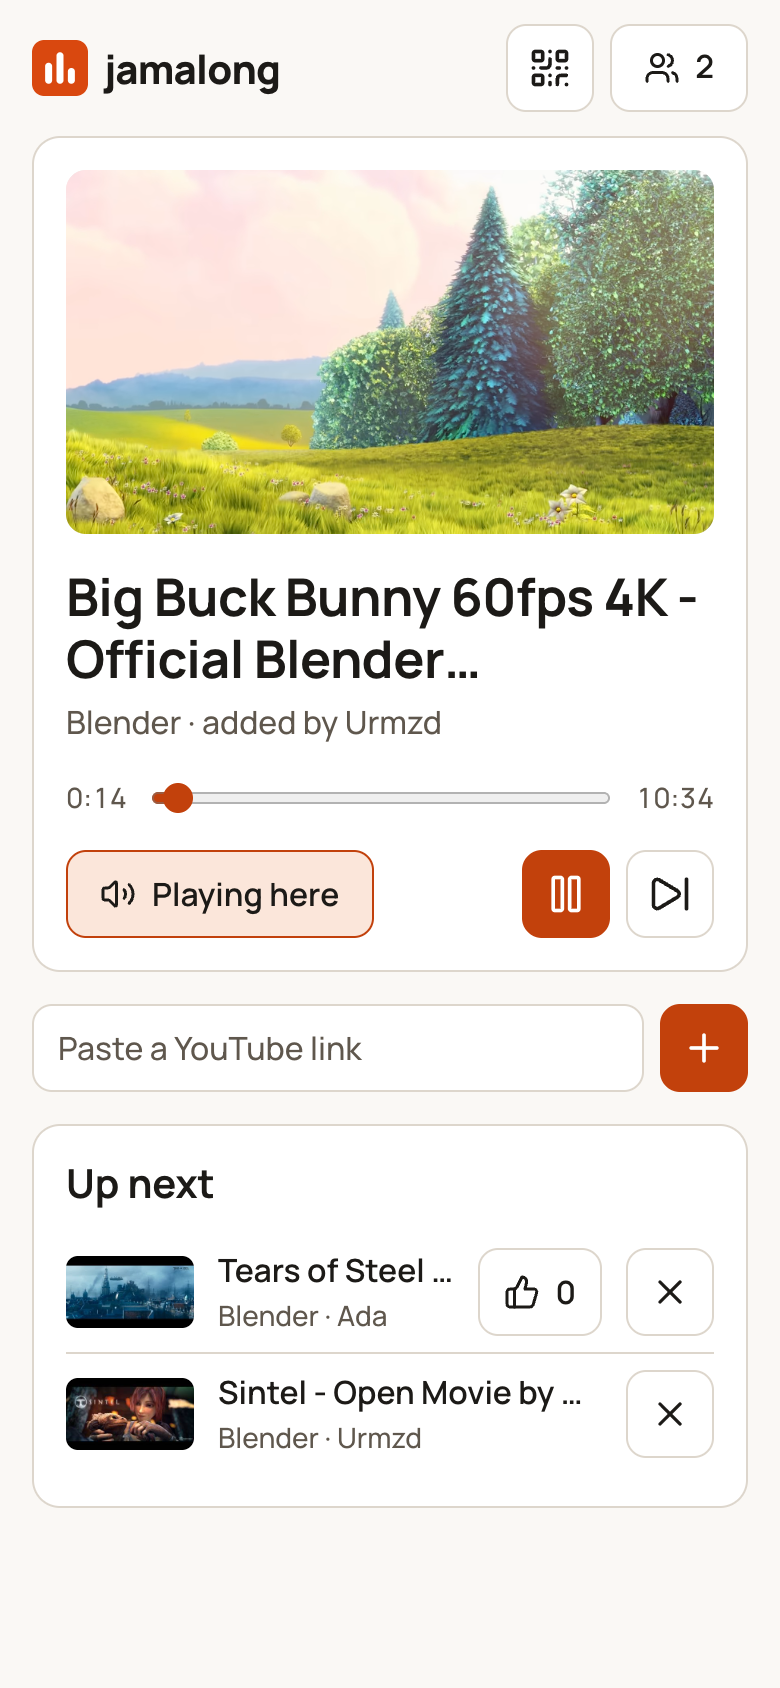 jamalong
2
Big Buck Bunny 60fps 4K -
Official Blender...
Blender · added by Urmzd
0:14
10:34
Playing here
Paste a YouTube link
Up next
Tears of Steel ...
Blender · Ada
0
SINTEL
Sintel - Open Movie by ...
Blender · Urmzd